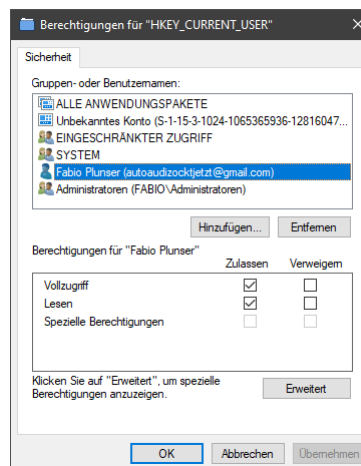 Berechtigungen für "HKEY_CURRENT_USER"
Sicherheit
Gruppen- oder Benutzernamen:
ALLE ANWENDUNGSPAKETE
Unbekanntes Konto (S-1-15-3-1024-1065365936-12816047...
EINGESCHRÄNKTER ZUGRIFF
SYSTEM
Fabio Plunser (autoaudizocktjetzt@gmail.com)
Administratoren (FABIO\Administratoren)
Hinzufügen... Entfernen
Berechtigungen für "Fabio Plunser" Zulassen Verweigern
Vollzugriff
Lesen
Spezielle Berechtigungen
Klicken Sie auf "Erweitert", um spezielle
Berechtigungen anzuzeigen. Erweitert
OK Abbrechen Übernehmen